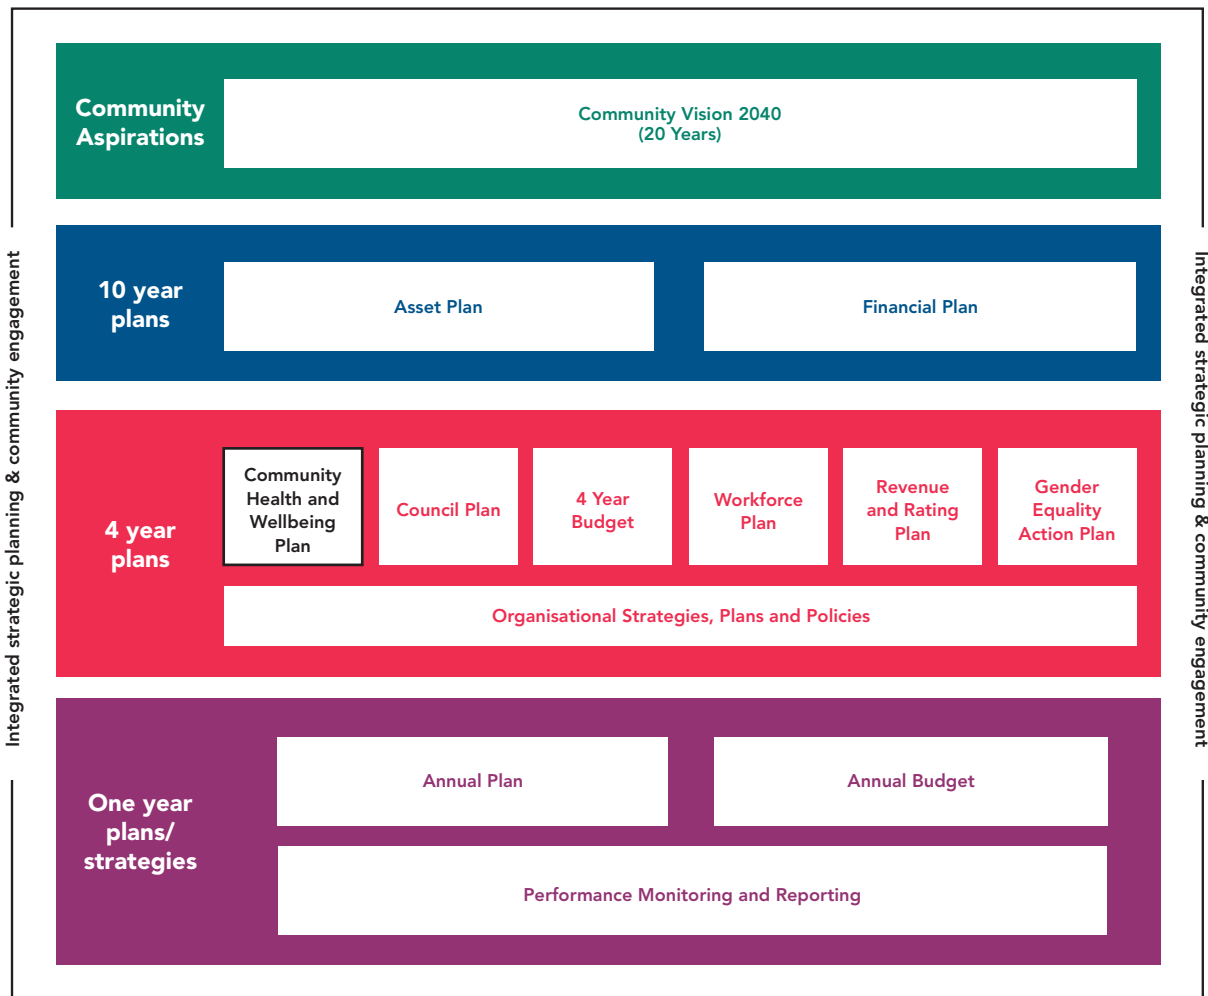 Community
Aspirations
Community Vision 2040
(20 Years)
10 year
plans
Asset Plan
Financial Plan
4 year
plans
Community
Health and
Wellbeing
Plan
Council Plan
4 Year
Budget
Workforce
Plan
Revenue
and Rating
Plan
Gender
Equality
Action Plan
Organisational Strategies, Plans and Policies
One year
plans/
strategies
Annual Plan
Annual Budget
Performance Monitoring and Reporting
Integrated strategic planning & community engagement
Integrated strategic planning & community engagement